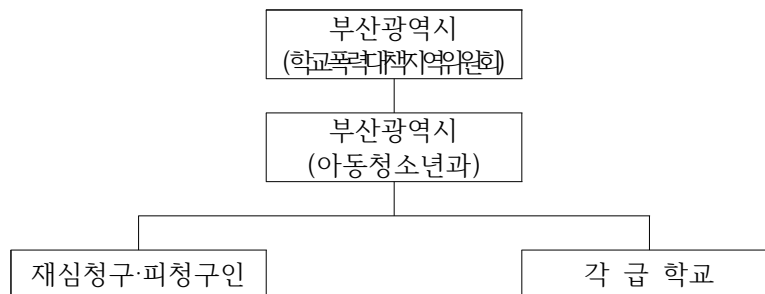 부산광역시
(학교폭력대책지역위원회)
부산광역시
(아동청소년과)
재심청구·피청구인
각 급 학교